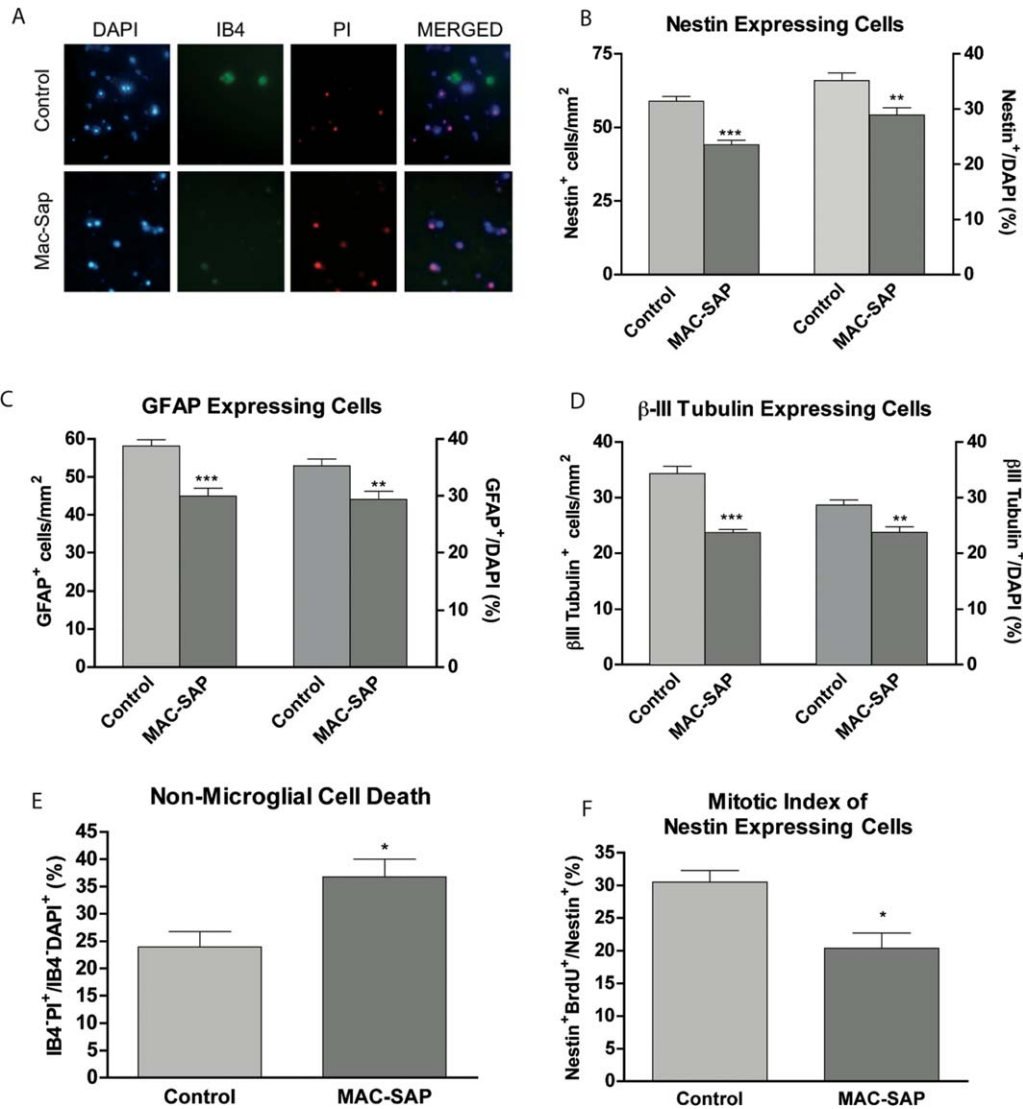 A
DAPI IB4 PI MERGED
Control
Mac-Sap
B
Nestin Expressing Cells
Nestin⁺ cells/mm²
75
50
25
0
***
**
40
30
20
10
0
Nestin⁺/DAPI (%)
Control MAC-SAP Control MAC-SAP
C
GFAP Expressing Cells
GFAP⁺ cells/mm²
60
50
40
30
20
10
0
***
**
40
30
20
10
0
GFAP⁺/DAPI (%)
Control MAC-SAP Control MAC-SAP
D
β-III Tubulin Expressing Cells
βIII Tubulin⁺ cells/mm²
40
30
20
10
0
***
**
40
30
20
10
0
βIII Tubulin⁺/DAPI (%)
Control MAC-SAP Control MAC-SAP
E
Non-Microglial Cell Death
IB4⁻PI⁺/IB4⁻DAPI⁺ (%)
45
40
35
30
25
20
15
10
5
0
*
Control MAC-SAP
F
Mitotic Index of
Nestin Expressing Cells
Nestin⁺BrdU⁺/Nestin⁺(%)
35
30
25
20
15
10
5
0
*
Control MAC-SAP